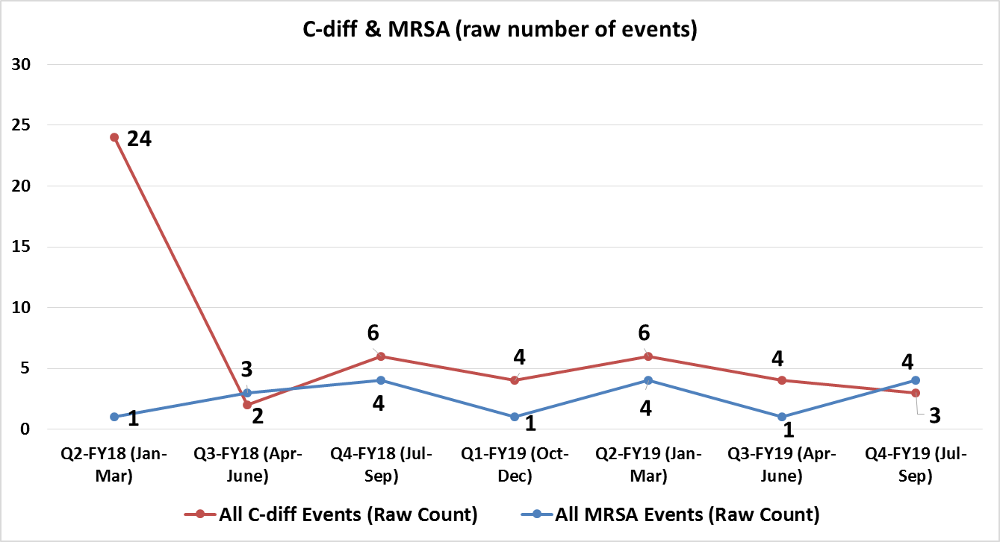 C-diff & MRSA (raw number of events)
30
25
20
15
10
5
0
24
2
6
4
6
4
3
1
3
4
1
4
1
4
Q2-FY18 (Jan-
Mar)
Q3-FY18 (Apr-
June)
Q4-FY18 (Jul-
Sep)
Q1-FY19 (Oct-
Dec)
Q2-FY19 (Jan-
Mar)
Q3-FY19 (Apr-
June)
Q4-FY19 (Jul-
Sep)
All C-diff Events (Raw Count)
All MRSA Events (Raw Count)